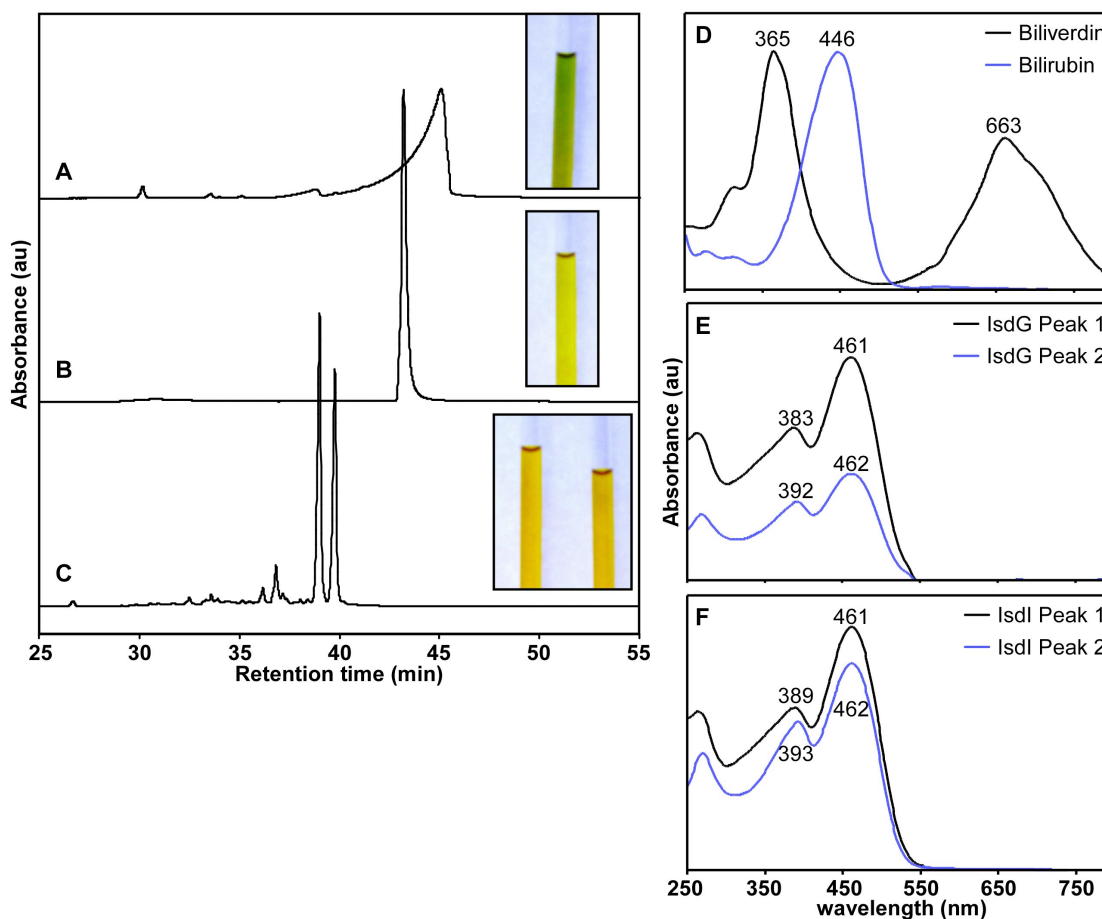 A
B
C
Absorbance (au)
25 30 35 40 45 50 55
Retention time (min)
D
365 446 663
Biliverdin
Bilirubin
E
IsdG Peak 1
IsdG Peak 2
461
383
462
392
Absorbance (au)
F
IsdI Peak 1
IsdI Peak 2
461
389
462
393
250 350 450 550 650 750
wavelength (nm)